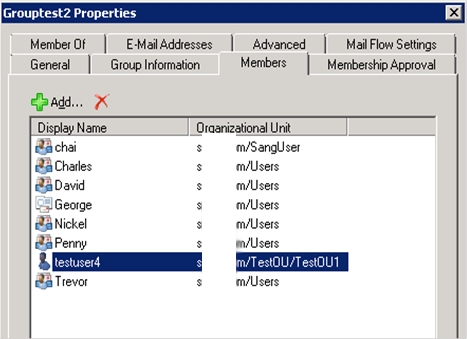 Grouptest2 Properties
Member Of E-Mail Addresses Advanced Mail Flow Settings
General Group Information Members Membership Approval
Add...
Display Name Organizational Unit
chai s m/SangUser
Charles s m/Users
David s m/Users
George s m/Users
Nickel s m/Users
Penny s m/Users
testuser4 s m/TestOU/TestOU1
Trevor s m/Users